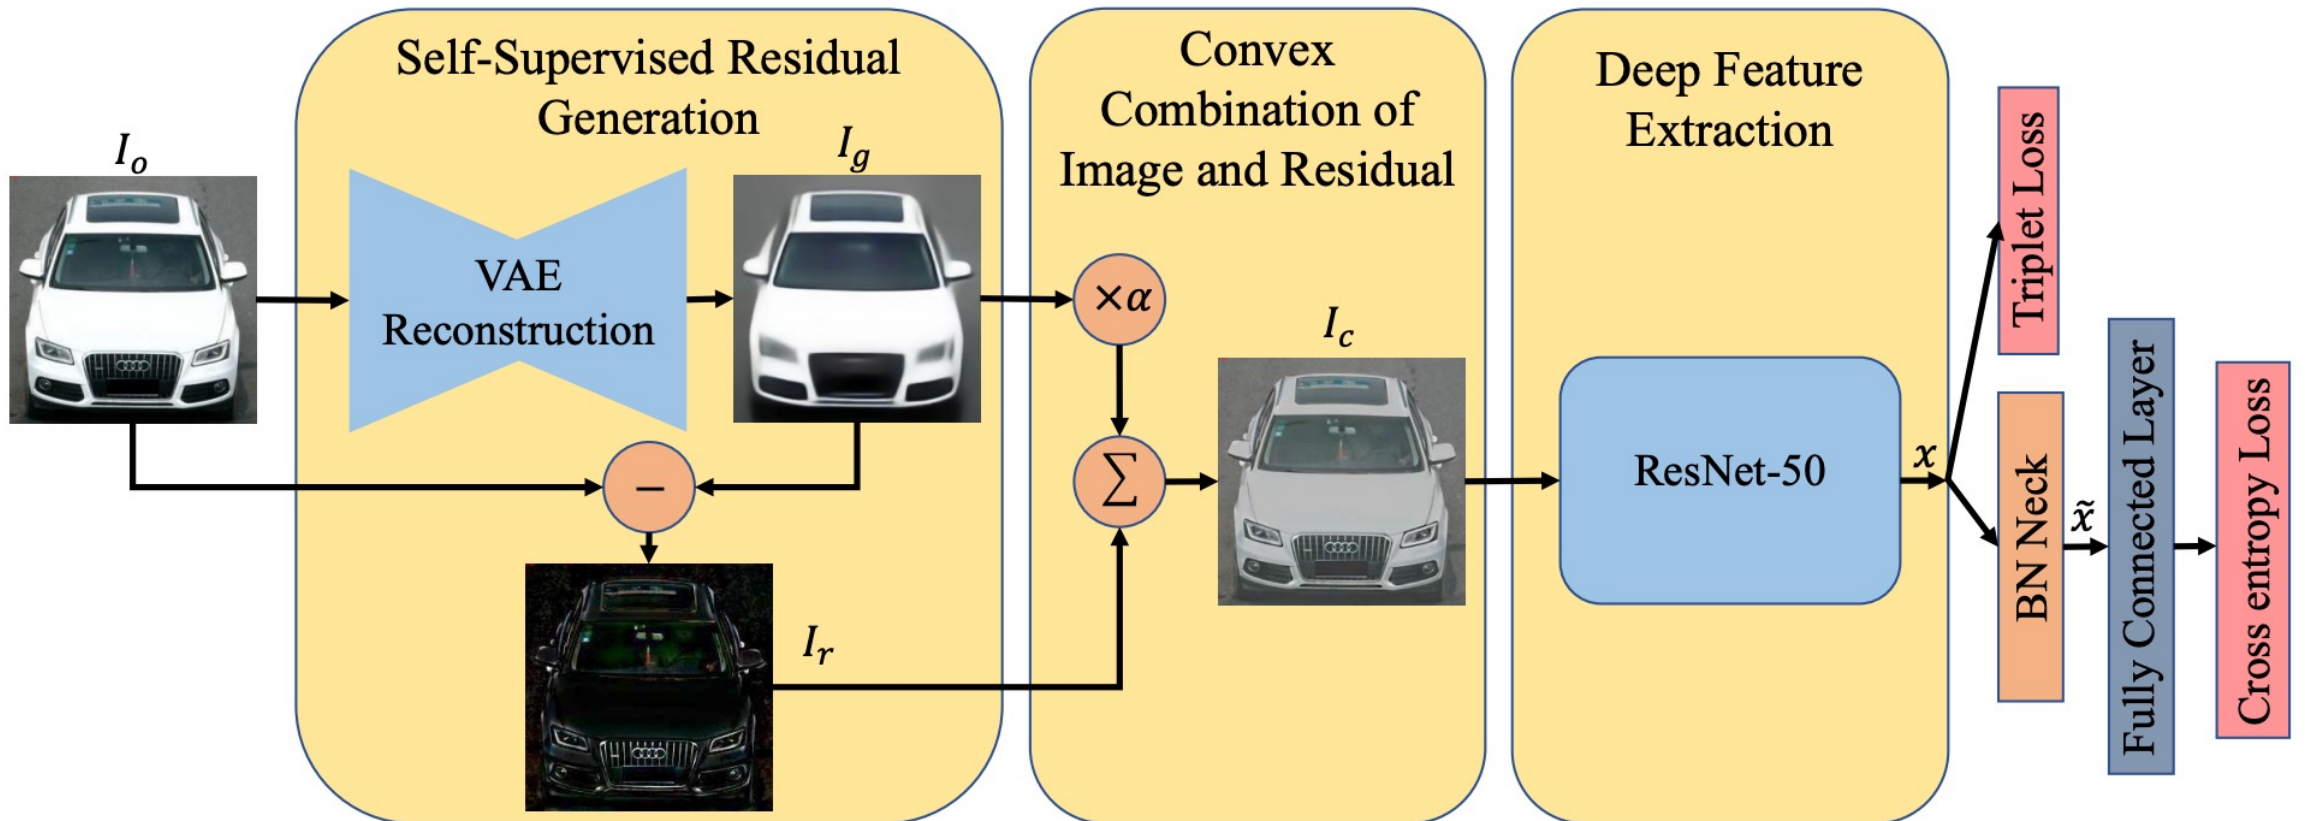 Self-Supervised Residual
Generation
Convex
Combination of
Image and Residual
Deep Feature
Extraction
I_o
I_g
VAE
Reconstruction
−
I_r
×α
∑
I_c
ResNet-50
x
Triplet Loss
BN Neck
x̃
Fully Connected Layer
Cross entropy Loss